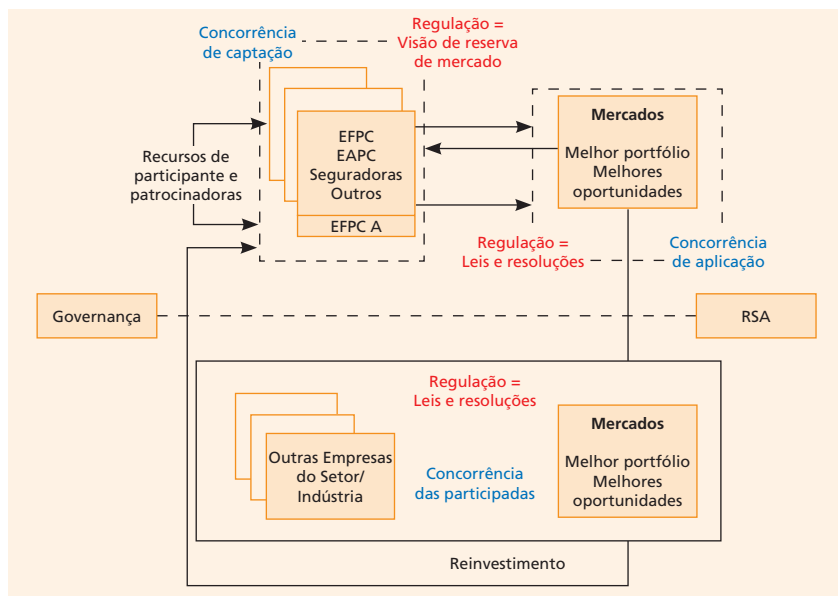 Concorrência
de captação
Regulação =
Visão de reserva
de mercado
Recursos de
participante e
patrocinadoras
EFPC
EAPC
Seguradoras
Outros
EFPC A
Mercados
Melhor portfólio
Melhores
oportunidades
Regulação =
Leis e resoluções
Concorrência
de aplicação
Governança
RSA
Regulação =
Leis e resoluções
Outras Empresas
do Setor/
Indústria
Concorrência
das participadas
Mercados
Melhor portfólio
Melhores
oportunidades
Reinvestimento